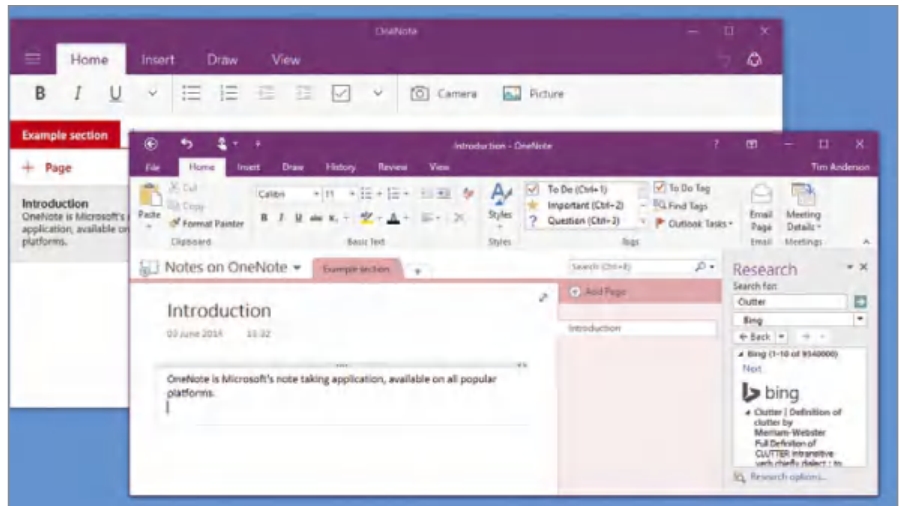 OneNote
Home Insert Draw View
B I U Camera Picture
Example section
Page
Introduction
OneNote is Microsoft's
application, available on
platforms.
Introduction - OneNote ?
File Home Insert Draw History Review View Tim Anderson
Paste
Cut
Copy
Format Painter
Clipboard
Calibri 11
B I U abc
Basic Text
Styles
Styles
To Do (Ctrl+1)
Important (Ctrl+2)
? Question (Ctrl+3)
To Do Tag
Find Tags
Outlook Tasks
Tags
Email
Page
Email
Meeting
Details
Meetings
Notes on OneNote Example section +
Search (Ctrl+E)
Add Page
Introduction
Introduction
03 June 2015
OneNote is Microsoft's note taking application, available on all popular
platforms.
Research
Search for:
Clutter
Bing
Back
Bing (1-10 of 9340000)
Next
bing
Clutter | Definition of
clutter by
Merriam-Webster
Full Definition of
CLUTTER intransitive
verb chiefly dialect : to
Research options...